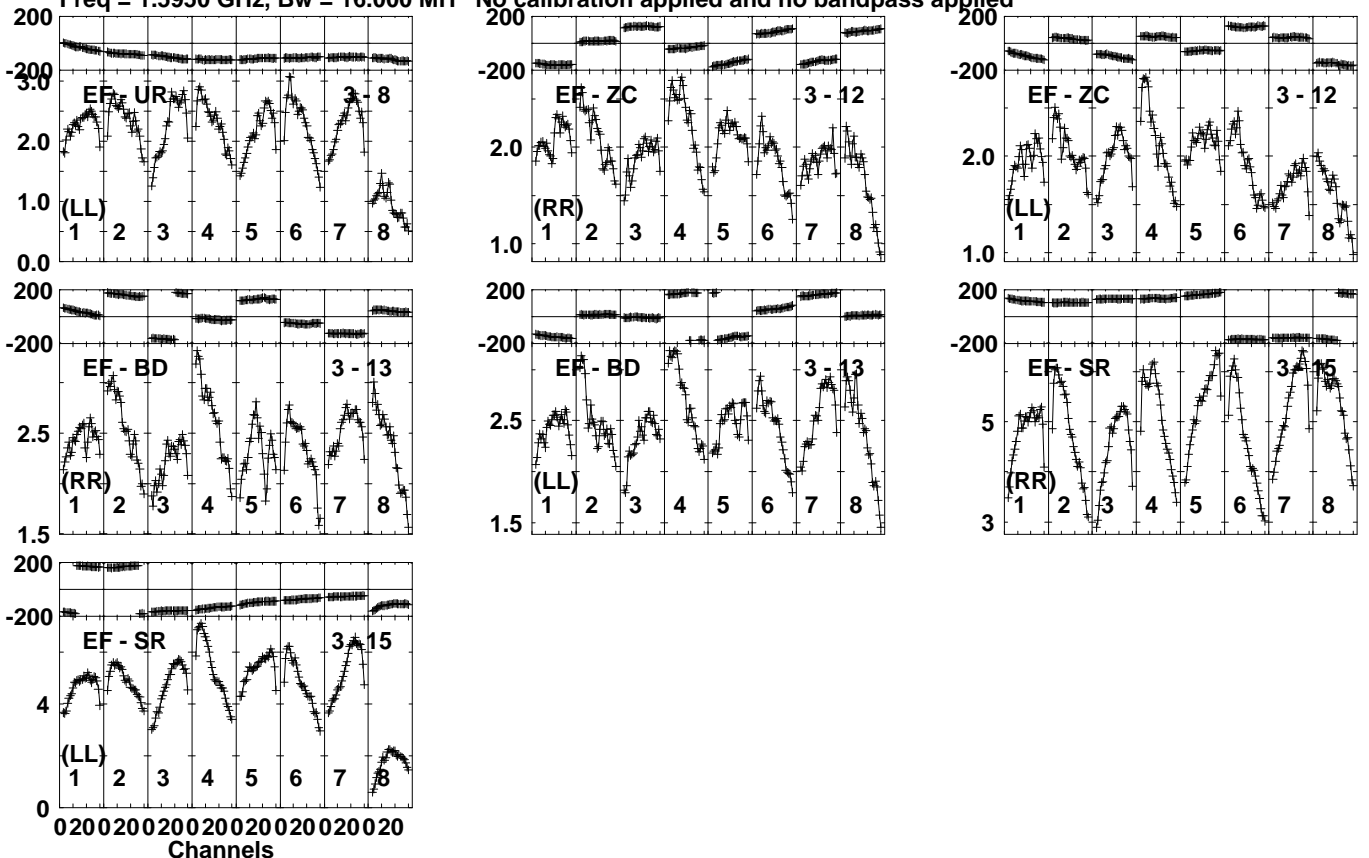 Freq = 1.5950 GHz, Bw = 16.000 MH No calibration applied and no bandpass applied
200 200 200
-200 -200 -200
3.0
EF - UR 3 - 8 EF - ZC 3 - 12 EF - ZC 3 - 12
2.0 2.0 2.0
1.0
(LL) (RR) (LL)
1 2 3 4 5 6 7 8 1 2 3 4 5 6 7 8 1 2 3 4 5 6 7 8
0.0 1.0 1.0
200 200 200
-200 -200 -200
EF - BD 3 - 13 EF - BD 3 - 13 EF - SR 3 - 15
2.5 2.5 5
(RR) (LL) (RR)
1 2 3 4 5 6 7 8 1 2 3 4 5 6 7 8 1 2 3 4 5 6 7 8
1.5 1.5 3
200
-200
EF - SR 3 - 15
4
(LL)
1 2 3 4 5 6 7 8
0
0 20 0 20 0 20 0 20 0 20 0 20 0 20 0 20
Channels